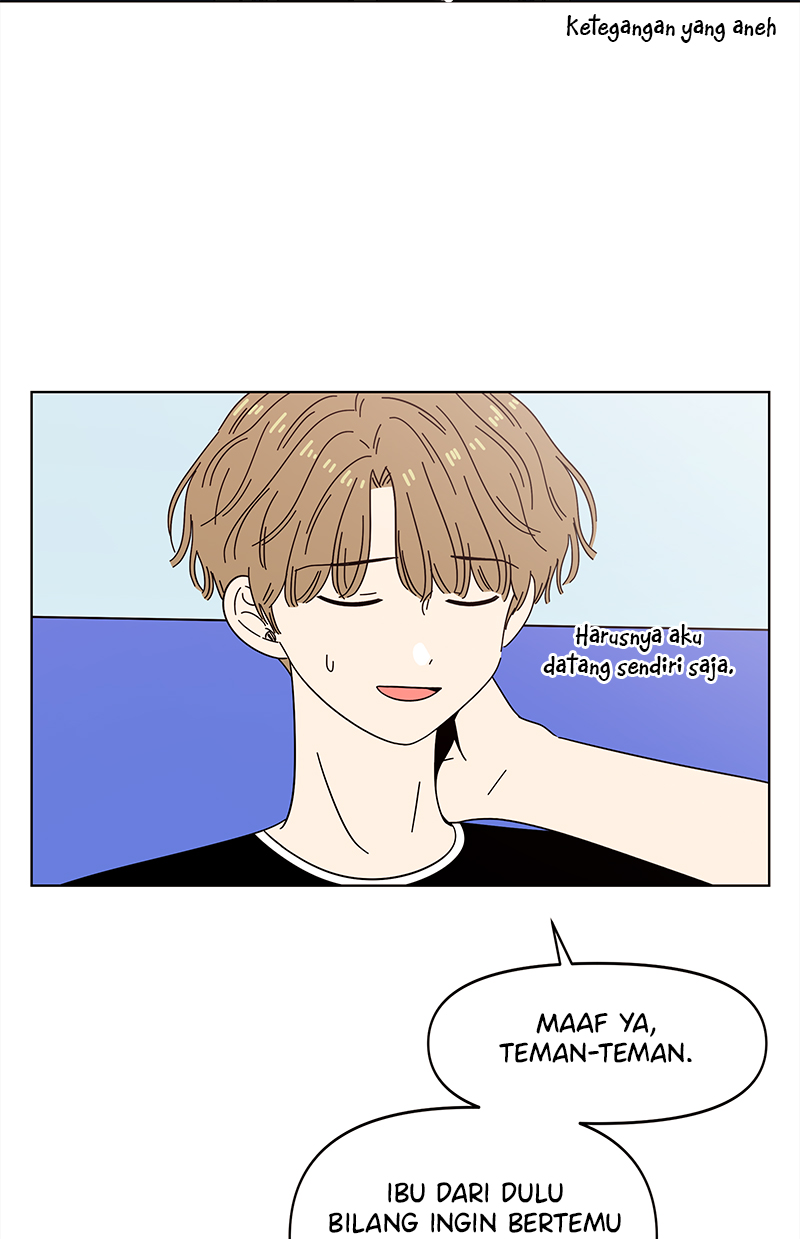 Ketegangan yang aneh
Harusnya aku
datang sendiri saja.
MAAF YA,
TEMAN-TEMAN.
IBU DARI DULU
BILANG INGIN BERTEMU